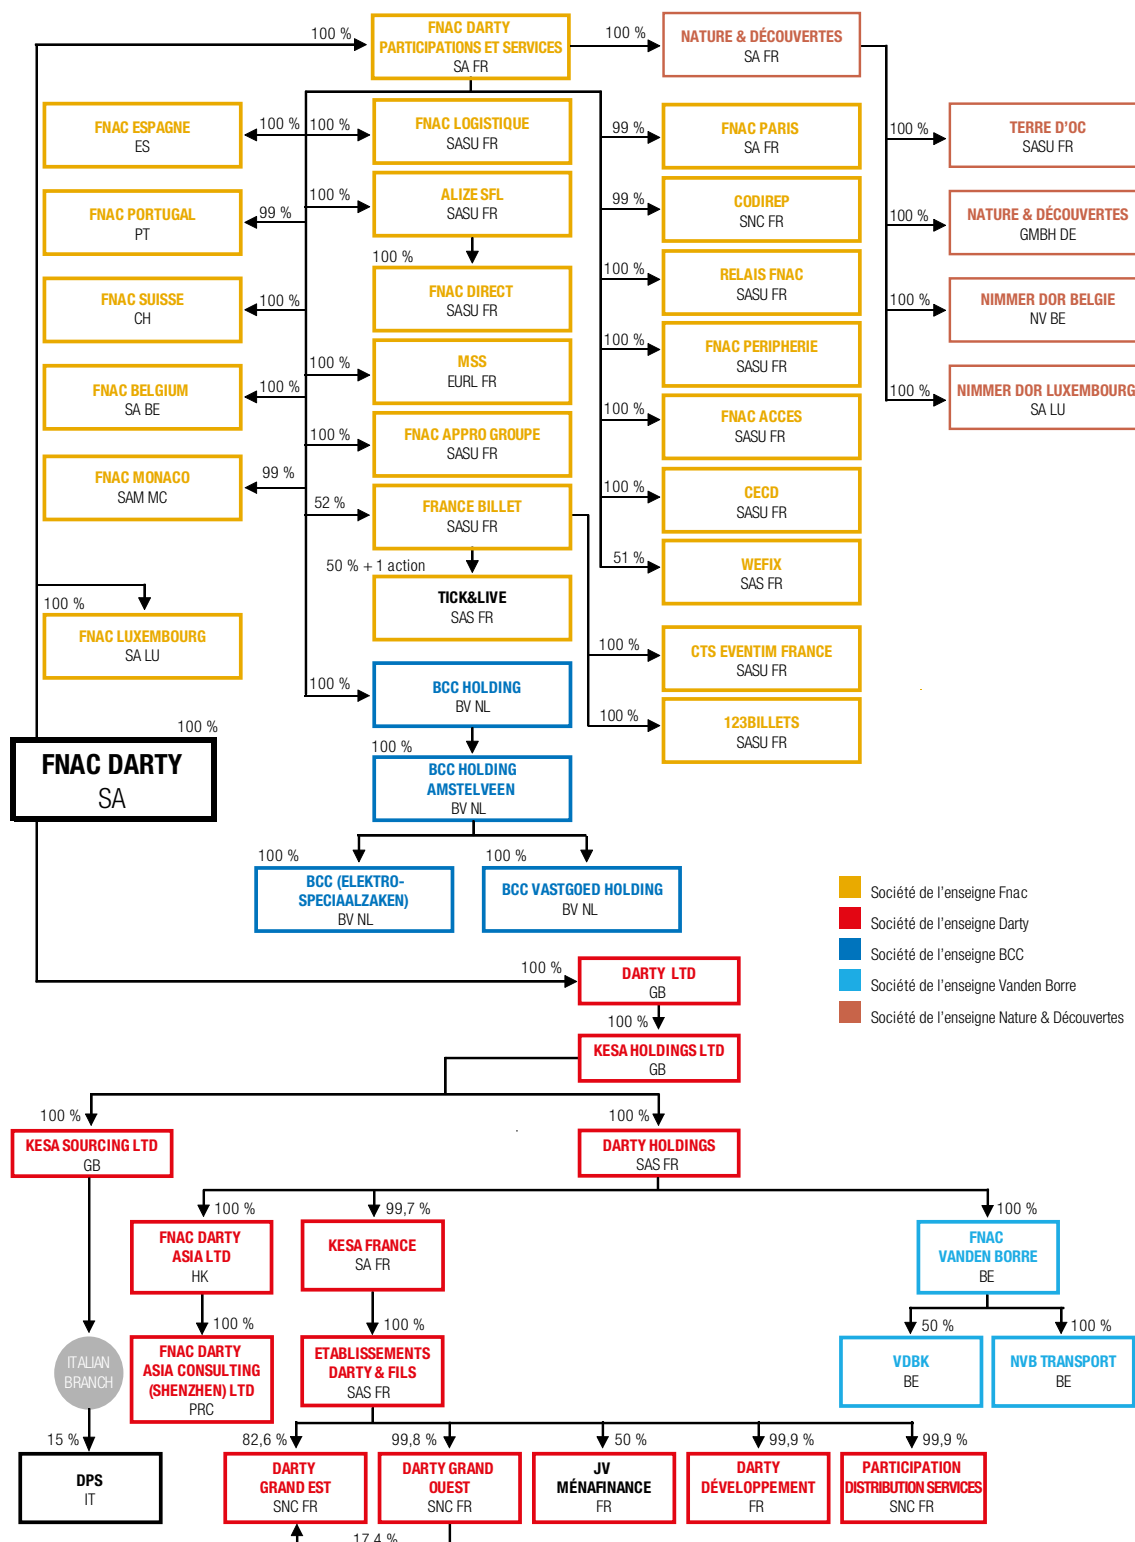 100 %
FNAC DARTY
PARTICIPATIONS ET SERVICES
SA FR
100 %
NATURE & DÉCOUVERTES
SA FR
FNAC ESPAGNE
ES
100 %
100 %
FNAC LOGISTIQUE
SASU FR
99 %
FNAC PARIS
SA FR
100 %
TERRE D'OC
SASU FR
FNAC PORTUGAL
PT
99 %
100 %
ALIZE SFL
SASU FR
99 %
CODIREP
SNC FR
100 %
NATURE & DÉCOUVERTES
GMBH DE
FNAC SUISSE
CH
100 %
100 %
FNAC DIRECT
SASU FR
100 %
RELAIS FNAC
SASU FR
100 %
NIMMER DOR BELGIE
NV BE
FNAC BELGIUM
SA BE
100 %
100 %
MSS
EURL FR
100 %
FNAC PERIPHERIE
SASU FR
100 %
NIMMER DOR LUXEMBOURG
SA LU
100 %
FNAC APPRO GROUPE
SASU FR
100 %
FNAC ACCES
SASU FR
FNAC MONACO
SAM MC
99 %
52 %
FRANCE BILLET
SASU FR
100 %
CECD
SASU FR
50 % + 1 action
TICK&LIVE
SAS FR
51 %
WEFIX
SAS FR
100 %
FNAC LUXEMBOURG
SA LU
100 %
CTS EVENTIM FRANCE
SASU FR
100 %
BCC HOLDING
BV NL
100 %
123BILLETS
SASU FR
100 %
FNAC DARTY
SA
100 %
BCC HOLDING
AMSTELVEEN
BV NL
100 %
BCC (ELEKTRO-
SPECIAALZAKEN)
BV NL
100 %
BCC VASTGOED HOLDING
BV NL
Société de l'enseigne Fnac
Société de l'enseigne Darty
Société de l'enseigne BCC
Société de l'enseigne Vanden Borre
Société de l'enseigne Nature & Découvertes
100 %
DARTY LTD
GB
100 %
KESA HOLDINGS LTD
GB
100 %
KESA SOURCING LTD
GB
100 %
DARTY HOLDINGS
SAS FR
100 %
FNAC DARTY
ASIA LTD
HK
99,7 %
KESA FRANCE
SA FR
100 %
FNAC
VANDEN BORRE
BE
ITALIAN
BRANCH
100 %
FNAC DARTY
ASIA CONSULTING
(SHENZHEN) LTD
PRC
100 %
ETABLISSEMENTS
DARTY & FILS
SAS FR
50 %
VDBK
BE
100 %
NVB TRANSPORT
BE
15 %
DPS
IT
82,6 %
DARTY
GRAND EST
SNC FR
99,8 %
DARTY GRAND
OUEST
SNC FR
50 %
JV
MÉNAFINANCE
FR
99,9 %
DARTY
DÉVELOPPEMENT
FR
99,9 %
PARTICIPATION
DISTRIBUTION SERVICES
SNC FR
17,4 %